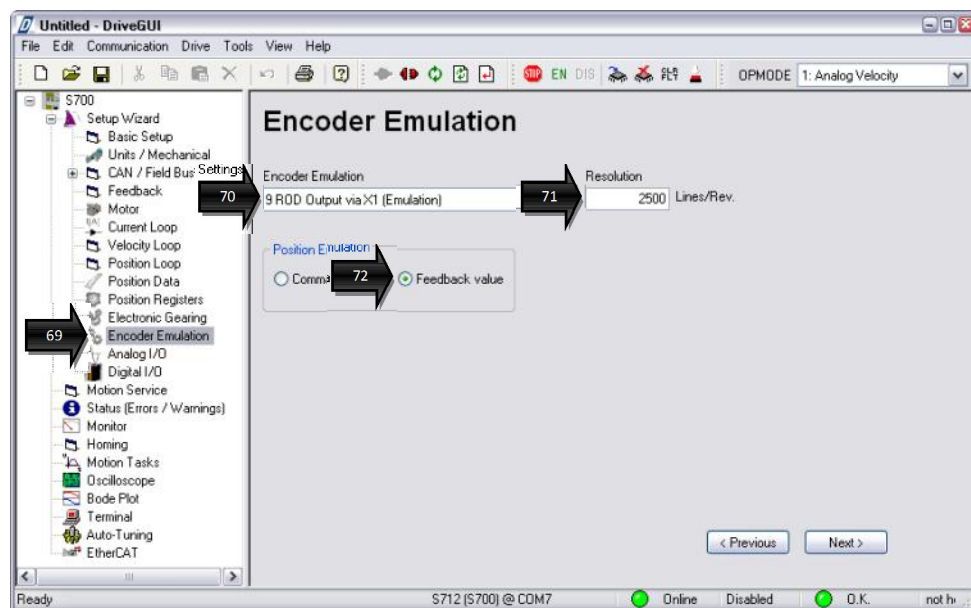 Untitled - DriveGUI
File Edit Communication Drive Tools View Help
STOP EN DIS OPMODE 1: Analog Velocity
S700
Setup Wizard
Basic Setup
Units / Mechanical
CAN / Field Bus Settings
Feedback
Motor
Current Loop
Velocity Loop
Position Loop
Position Data
Position Registers
Electronic Gearing
69
Encoder Emulation
Analog I/O
Digital I/O
Motion Service
Status (Errors / Warnings)
Monitor
Homing
Motion Tasks
Oscilloscope
Bode Plot
Terminal
Auto-Tuning
EtherCAT
Encoder Emulation
Encoder Emulation
70
9 ROD Output via X1 (Emulation)
Resolution
71
2500 Lines/Rev.
Position Emulation
72
Feedback value
< Previous Next >
Ready S712 (S700) @ COM7 Online Disabled O.K.